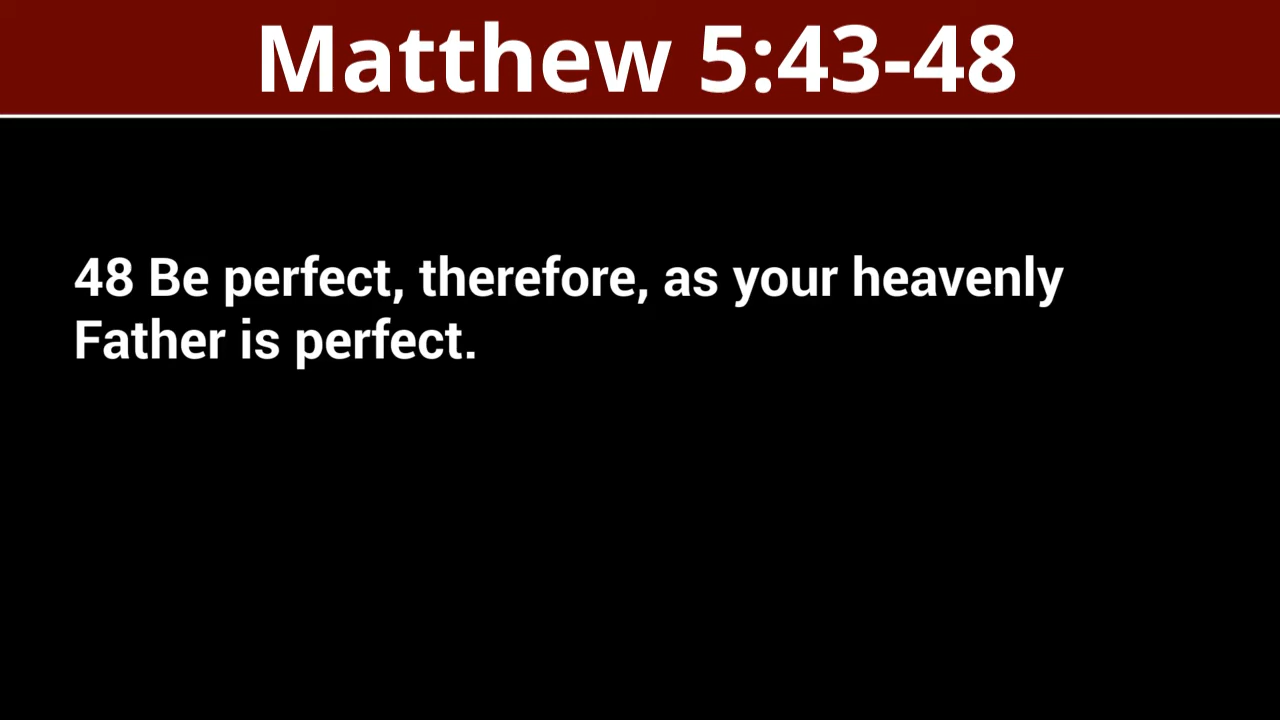 Matthew 5:43-48
48 Be perfect, therefore, as your heavenly
Father is perfect.